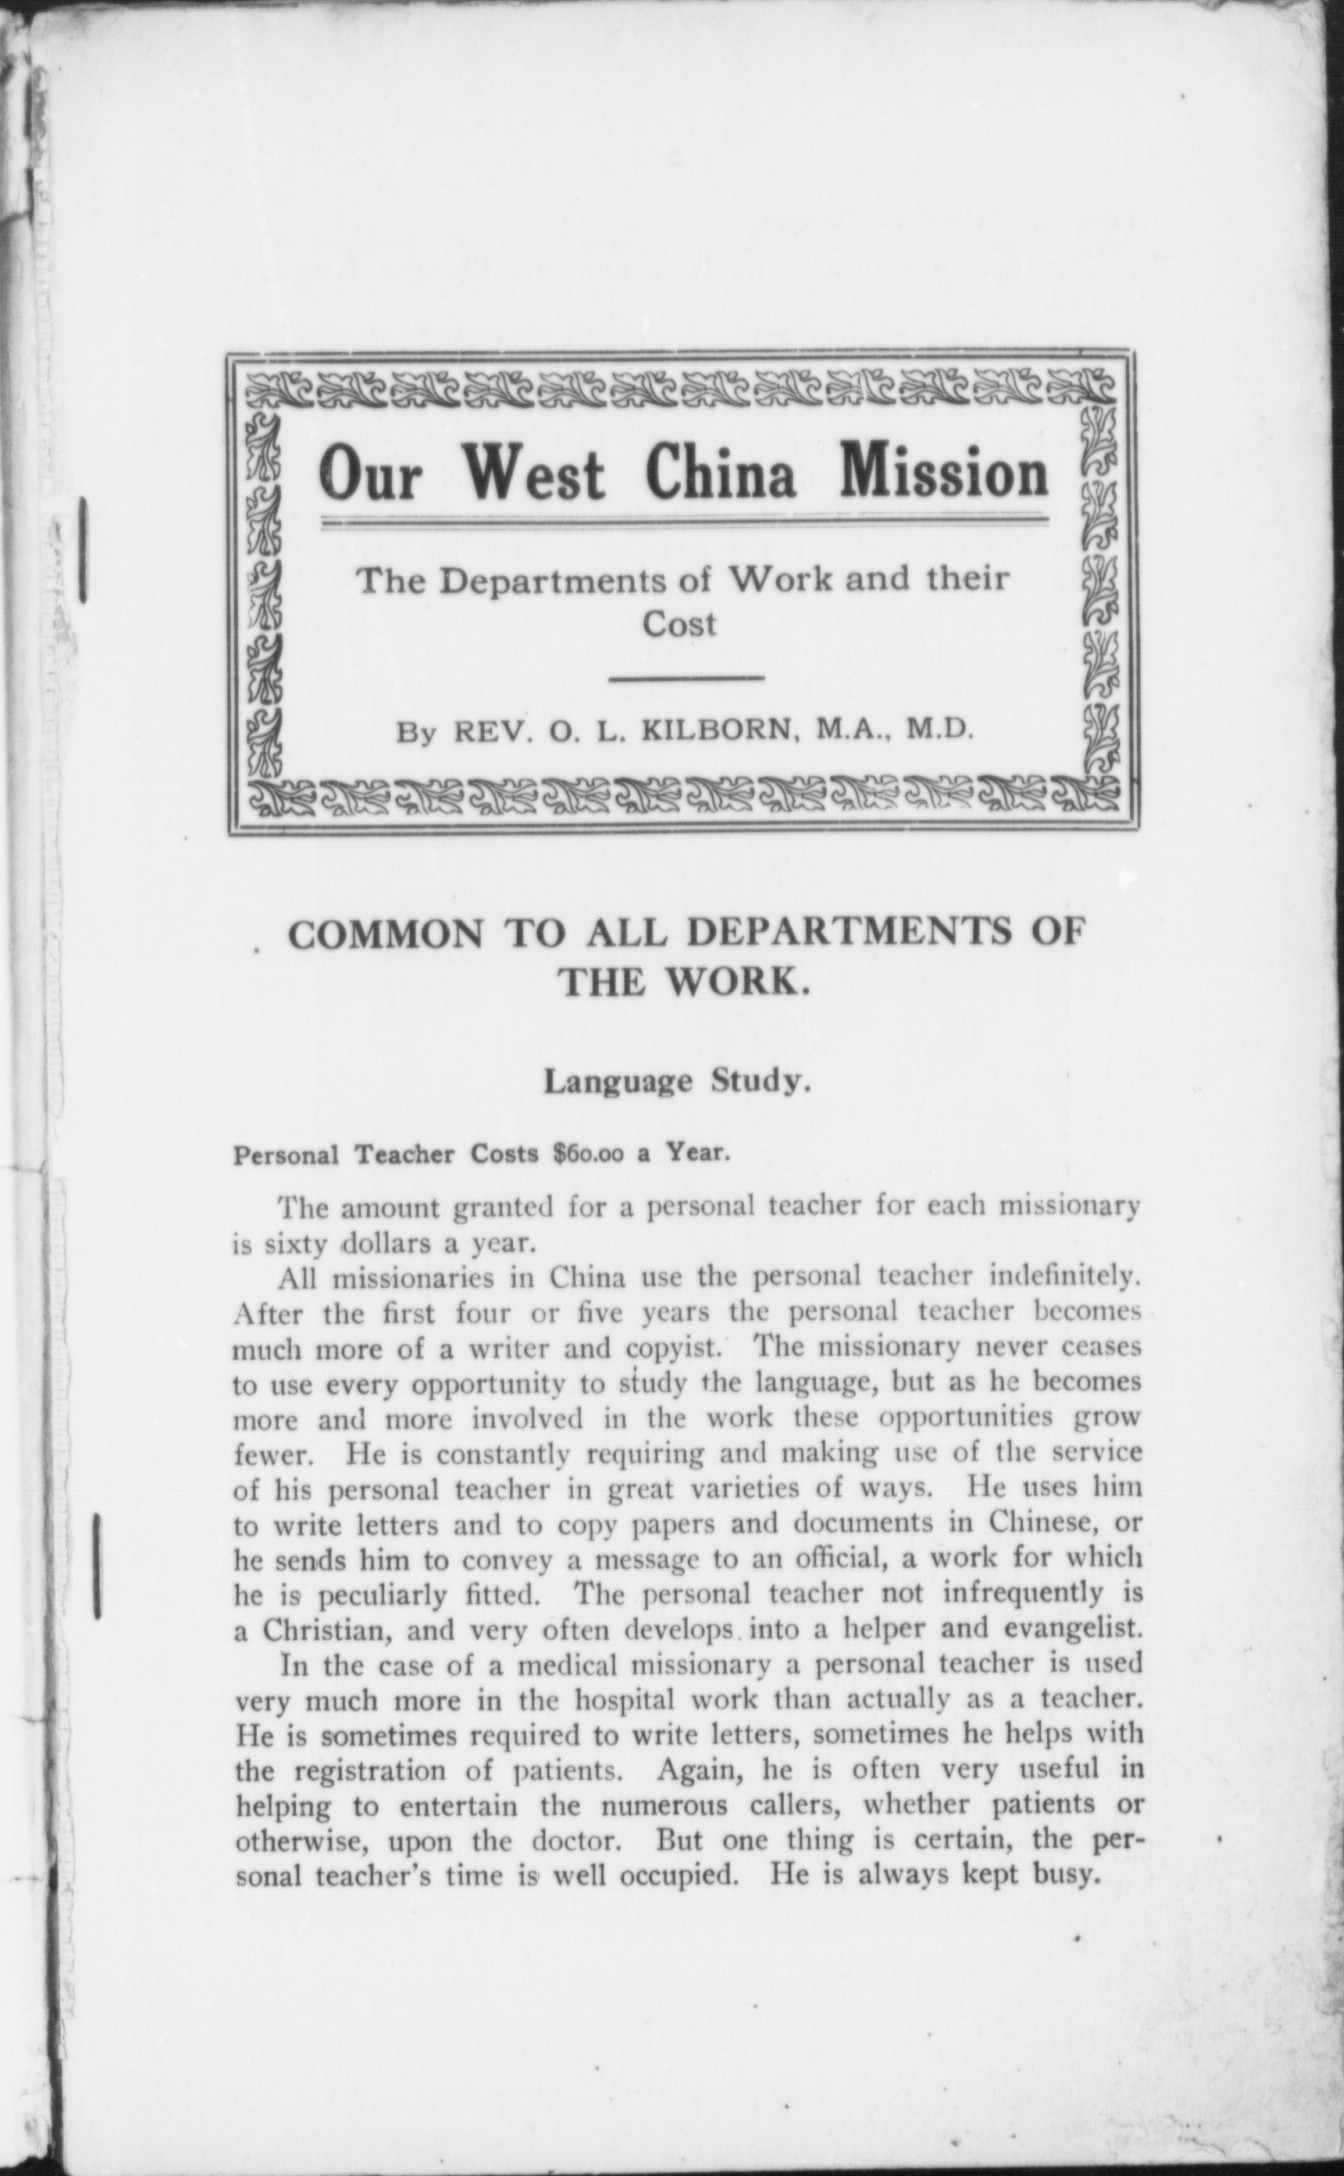 Our West China Mission
The Departments of Work and their
Cost
By REV. O. L. KILBORN, M.A., M.D.
COMMON TO ALL DEPARTMENTS OF
THE WORK.
Language Study.
Personal Teacher Costs $60.00 a Year.
The amount granted for a personal teacher for each missionary
is sixty dollars a year.
All missionaries in China use the personal teacher indefinitely.
After the first four or five years the personal teacher becomes
much more of a writer and copyist. The missionary never ceases
to use every opportunity to study the language, but as he becomes
more and more involved in the work these opportunities grow
fewer. He is constantly requiring and making use of the service
of his personal teacher in great varieties of ways. He uses him
to write letters and to copy papers and documents in Chinese, or
he sends him to convey a message to an official, a work for which
he is peculiarly fitted. The personal teacher not infrequently is
a Christian, and very often develops into a helper and evangelist.
In the case of a medical missionary a personal teacher is used
very much more in the hospital work than actually as a teacher.
He is sometimes required to write letters, sometimes he helps with
the registration of patients. Again, he is often very useful in
helping to entertain the numerous callers, whether patients or
otherwise, upon the doctor. But one thing is certain, the per-
sonal teacher's time is well occupied. He is always kept busy.